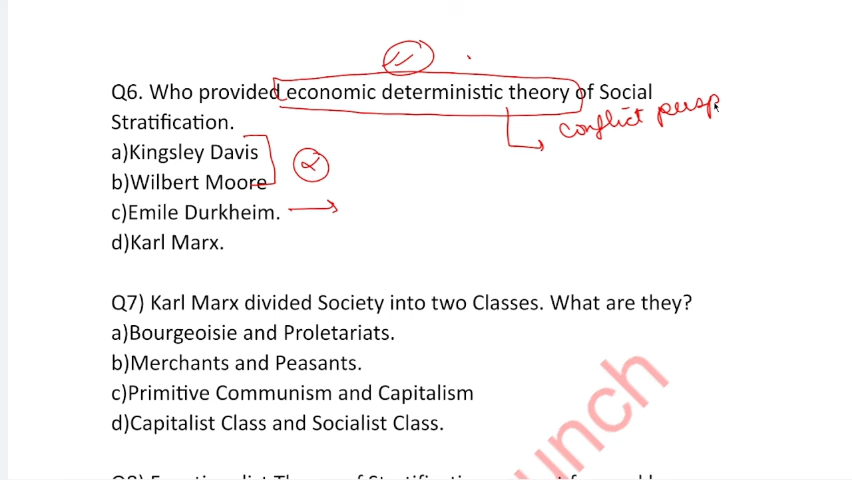 Q6. Who provided economic deterministic theory of Social
Stratification.
conflict persp
a)Kingsley Davis
b)Wilbert Moore
c)Emile Durkheim.
d)Karl Marx.
Q7) Karl Marx divided Society into two Classes. What are they?
a)Bourgeoisie and Proletariats.
b)Merchants and Peasants.
c)Primitive Communism and Capitalism
d)Capitalist Class and Socialist Class.
unch